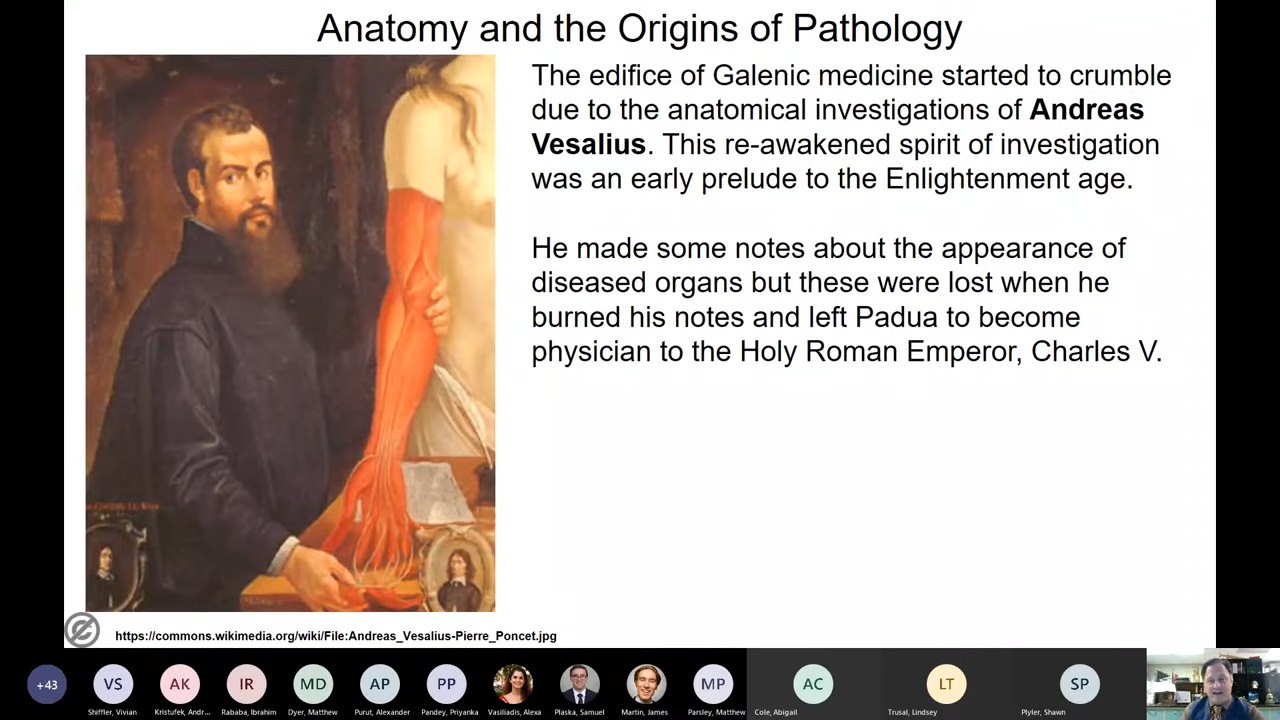 Anatomy and the Origins of Pathology
The edifice of Galenic medicine started to crumble
due to the anatomical investigations of Andreas
Vesalius. This re-awakened spirit of investigation
was an early prelude to the Enlightenment age.
He made some notes about the appearance of
diseased organs but these were lost when he
burned his notes and left Padua to become
physician to the Holy Roman Emperor, Charles V.
https://commons.wikimedia.org/wiki/File:Andreas_Vesalius-Pierre_Poncet.jpg
+43 VS AK IR MD AP PP MP AC LT SP
Shiffler, Vivian Kristufek, Andr... Rababa, Ibrahim Dyer, Matthew Purut, Alexander Pandey, Priyanka Vasiliadis, Alexa Plaska, Samuel Martin, James Parsley, Matthew Cole, Abigail Trusal, Lindsey Plyler, Shawn